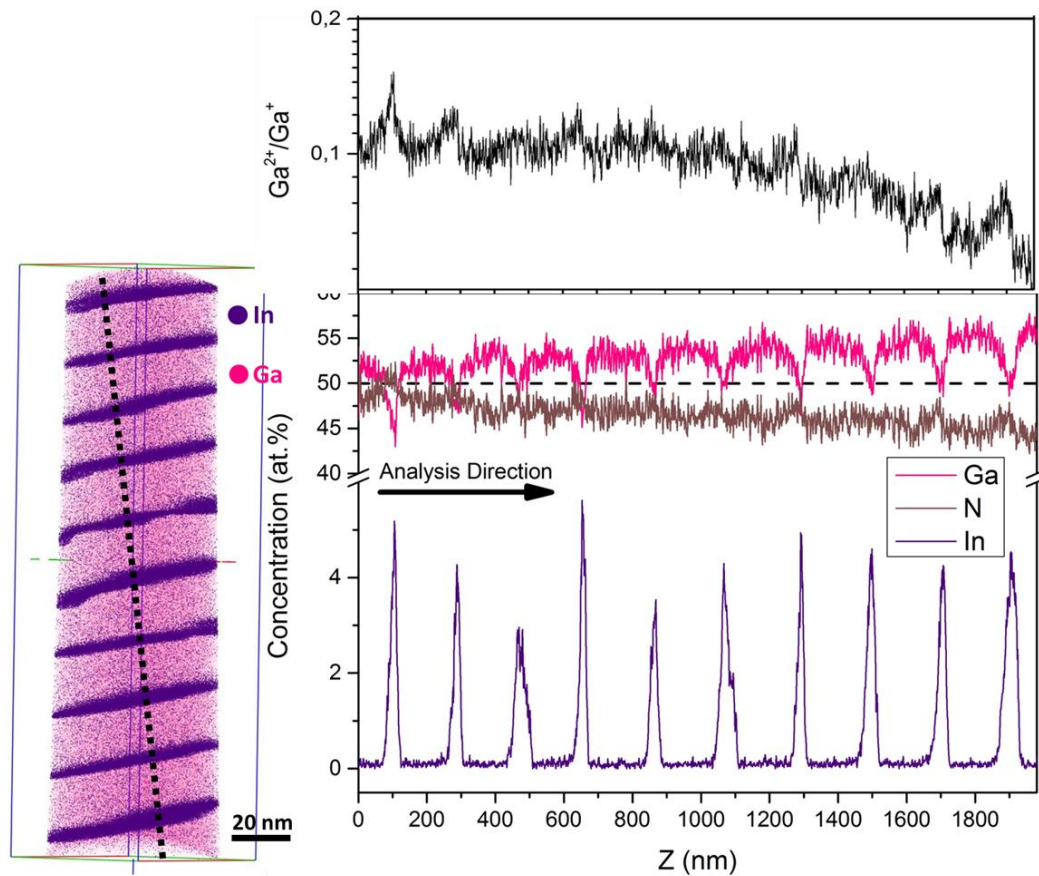 0,2
0,1
Ga²⁺/Ga⁺
In
Ga
60
55
50
45
40
4
2
0
Concentration (at.%)
Analysis Direction
Ga
N
In
0 200 400 600 800 1000 1200 1400 1600 1800
Z (nm)
20 nm